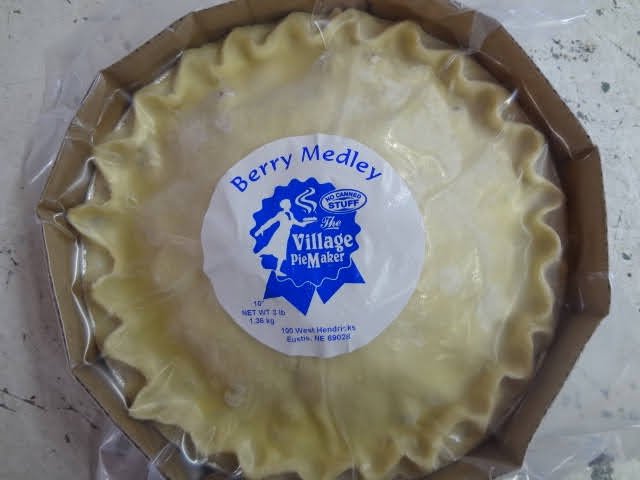 Berry Medley
NO CANNED
STUFF
The
Village
PieMaker
10"
NET WT 3 lb
1.36 kg
100 West Hendricks
Eustis, NE 69028